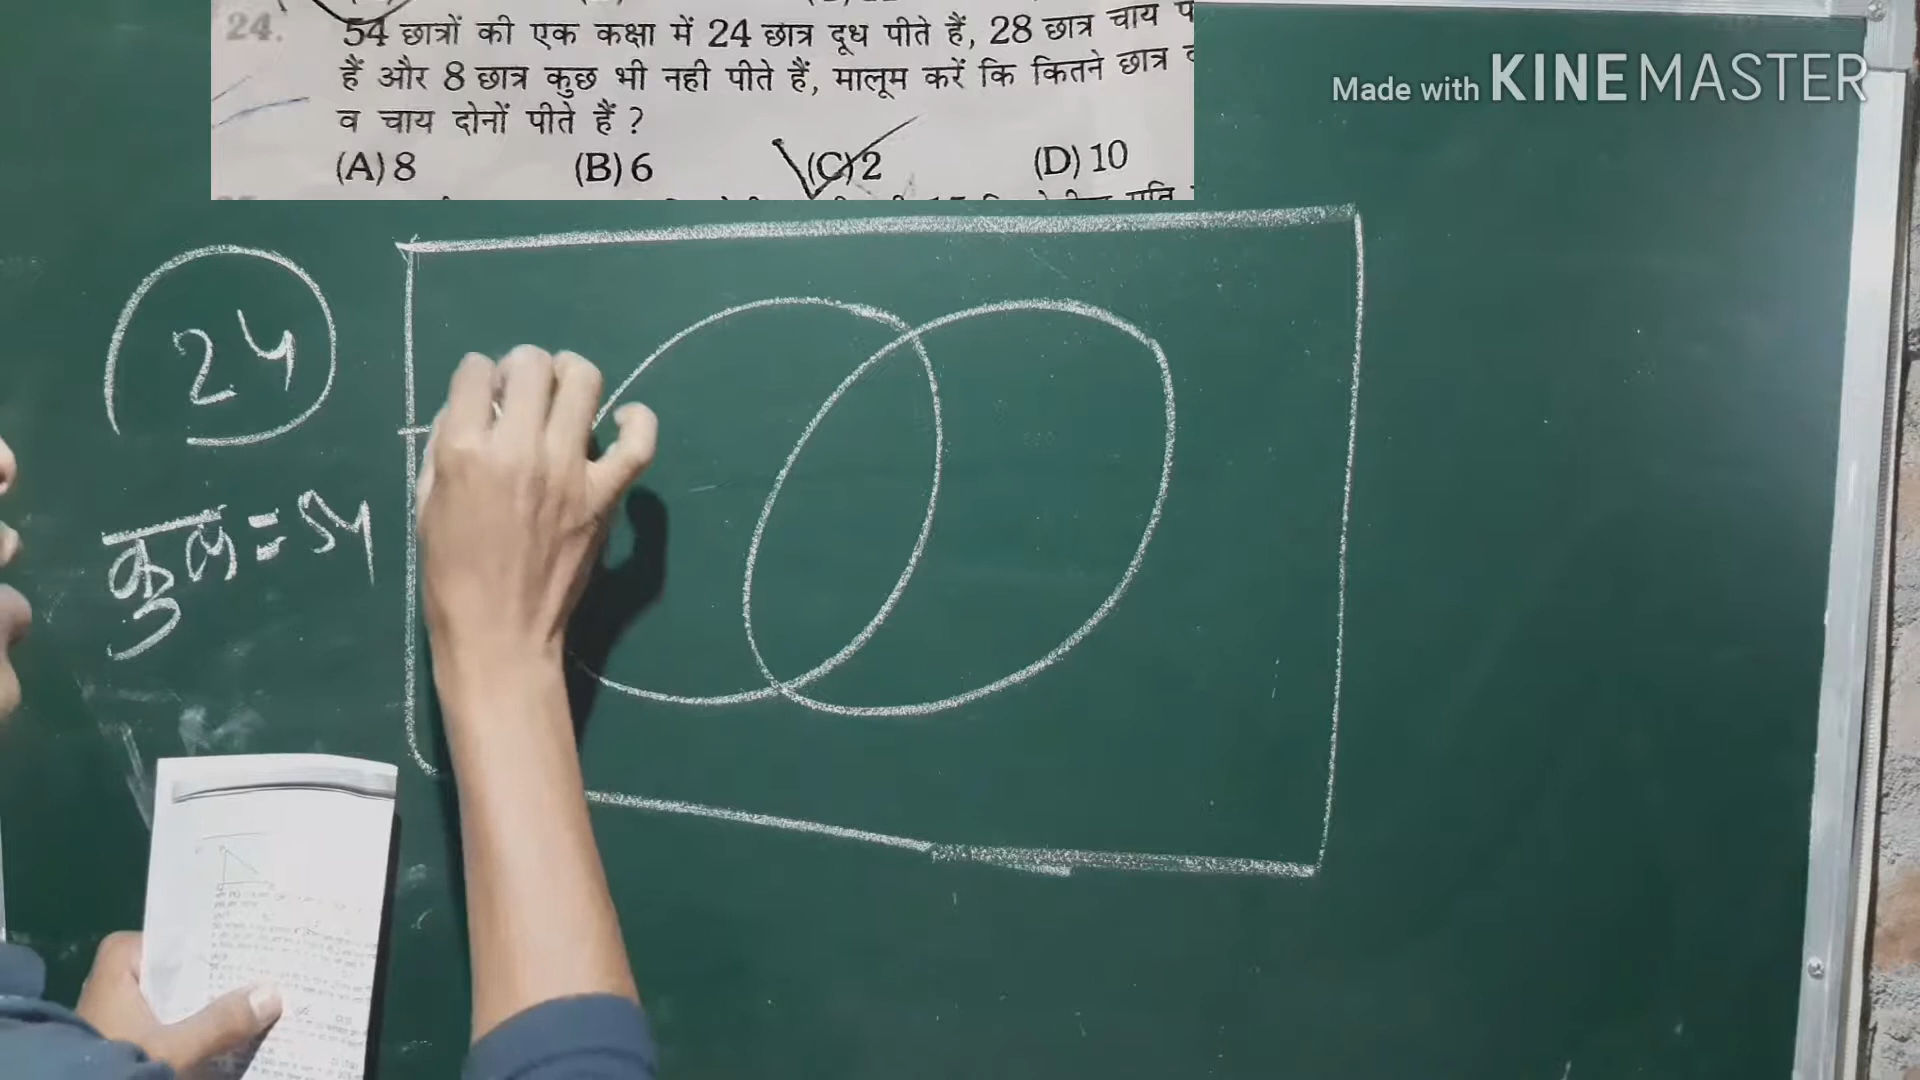 24. 54 छात्रों की एक कक्षा में 24 छात्र दूध पीते हैं, 28 छात्र चाय
हैं और 8 छात्र कुछ भी नही पीते हैं, मालूम करें कि कितने छात्र
व चाय दोनों पीते हैं ?
(A) 8 (B) 6 (C) 2 (D) 10
Made with KINEMASTER
24
कुल = 54